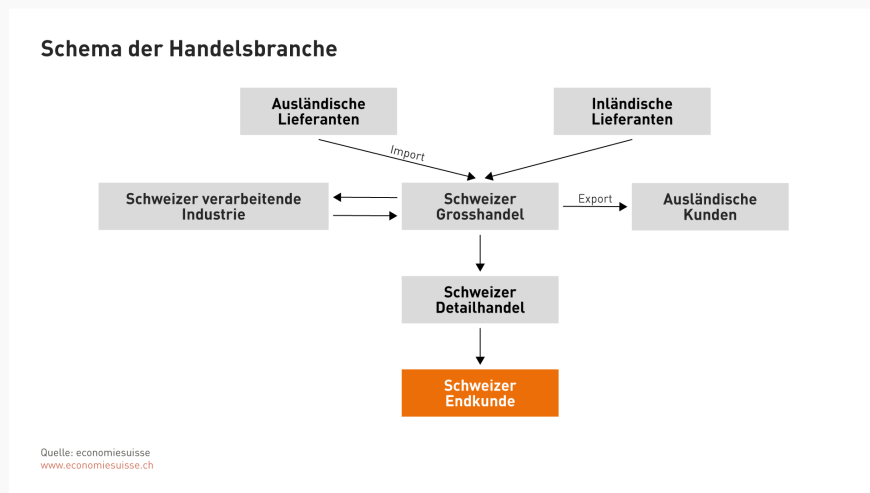 Schema der Handelsbranche
Ausländische
Lieferanten
Inländische
Lieferanten
Import
Schweizer verarbeitende
Industrie
Schweizer
Grosshandel
Export
Ausländische
Kunden
Schweizer
Detailhandel
Schweizer
Endkunde
Quelle: economiesuisse
www.economiesuisse.ch